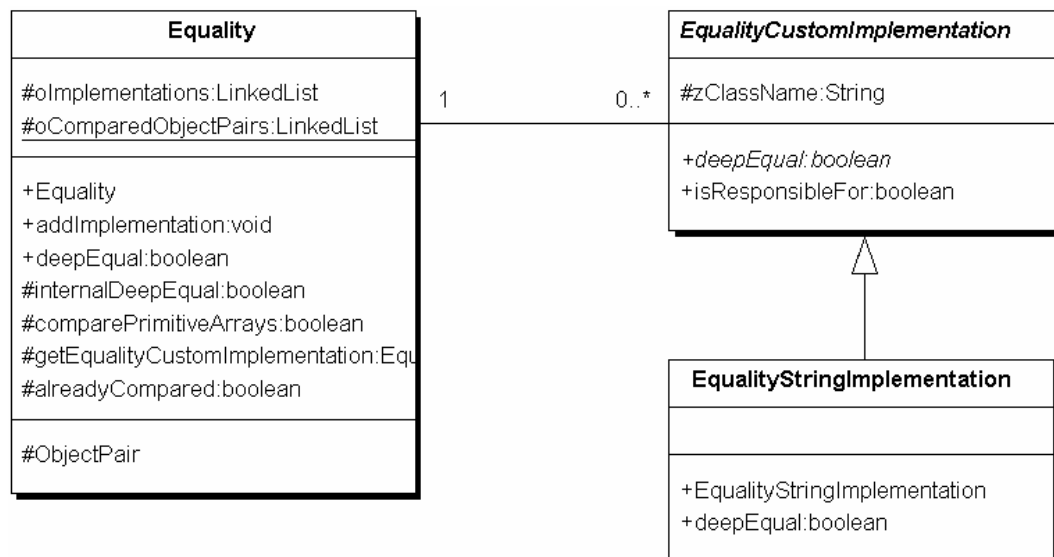 Equality
#oImplementations:LinkedList
#oComparedObjectPairs:LinkedList
+Equality
+addImplementation:void
+deepEqual:boolean
#internalDeepEqual:boolean
#comparePrimitiveArrays:boolean
#getEqualityCustomImplementation:Equ
#alreadyCompared:boolean
#ObjectPair
1
0..*
EqualityCustomImplementation
#zClassName:String
+deepEqual:boolean
+isResponsibleFor:boolean
EqualityStringImplementation
+EqualityStringImplementation
+deepEqual:boolean